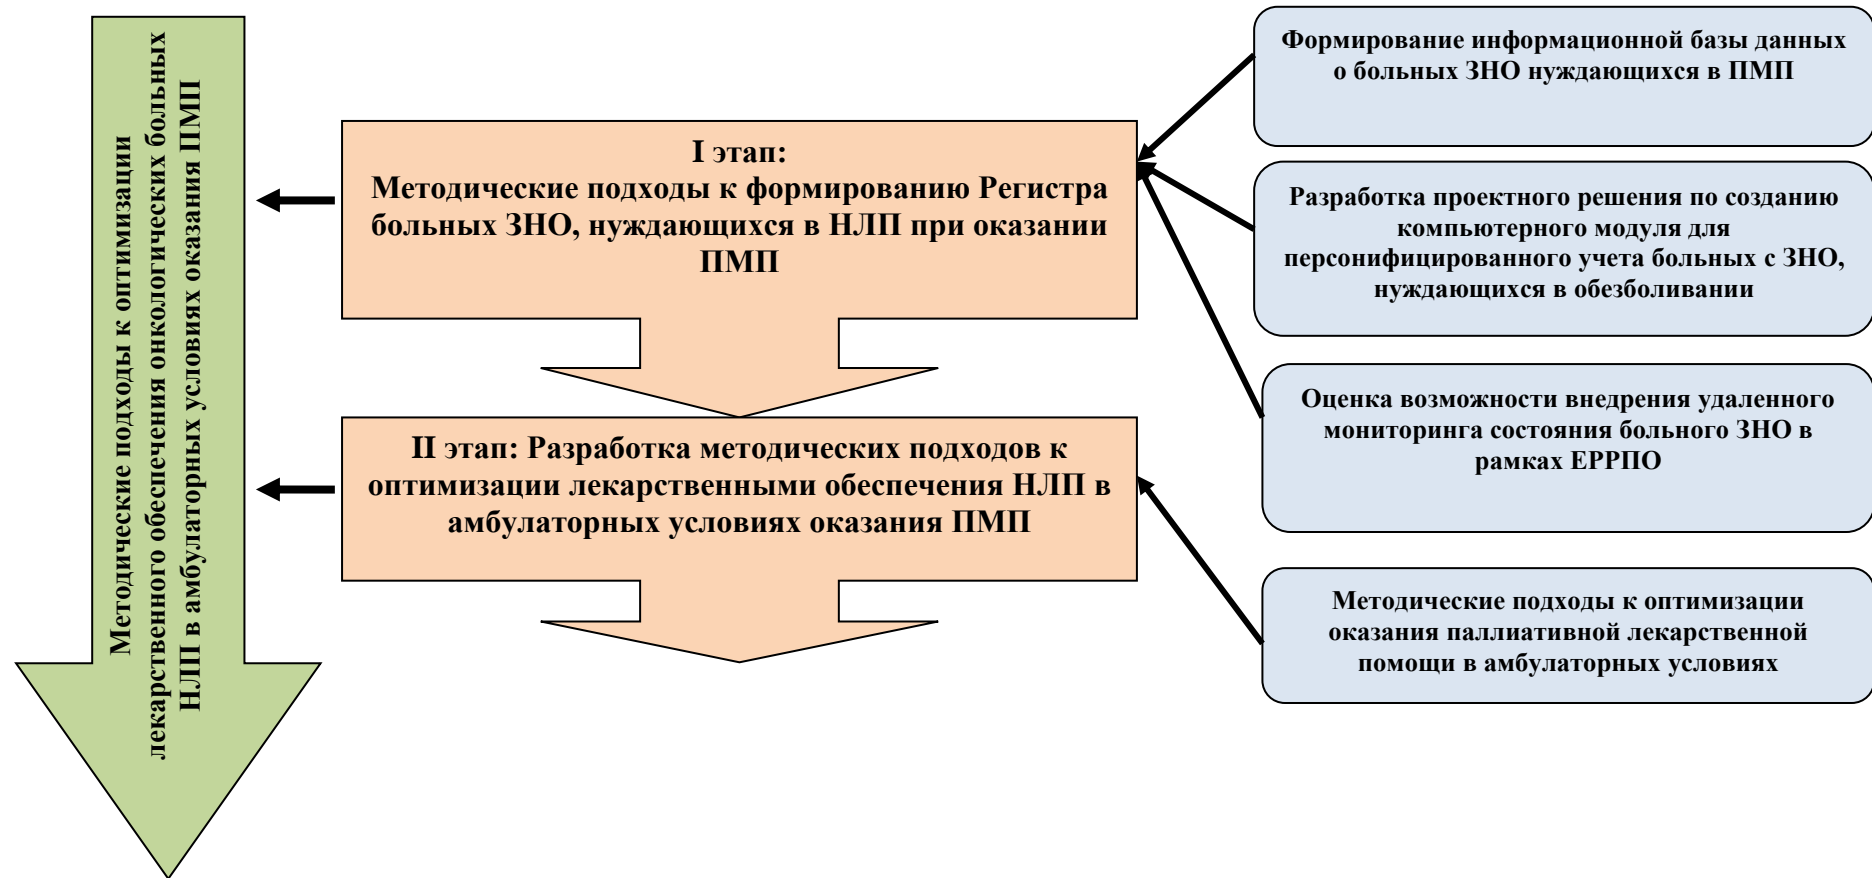 Методические подходы к оптимизации
лекарственного обеспечения онкологических больных
НЛП в амбулаторных условиях оказания ПМП
I этап:
Методические подходы к формированию Регистра
больных ЗНО, нуждающихся в НЛП при оказании
ПМП
II этап: Разработка методических подходов к
оптимизации лекарственными обеспечения НЛП в
амбулаторных условиях оказания ПМП
Формирование информационной базы данных
о больных ЗНО нуждающихся в ПМП
Разработка проектного решения по созданию
компьютерного модуля для
персонифицированного учета больных с ЗНО,
нуждающихся в обезболивании
Оценка возможности внедрения удаленного
мониторинга состояния больного ЗНО в
рамках ЕРРПО
Методические подходы к оптимизации
оказания паллиативной лекарственной
помощи в амбулаторных условиях